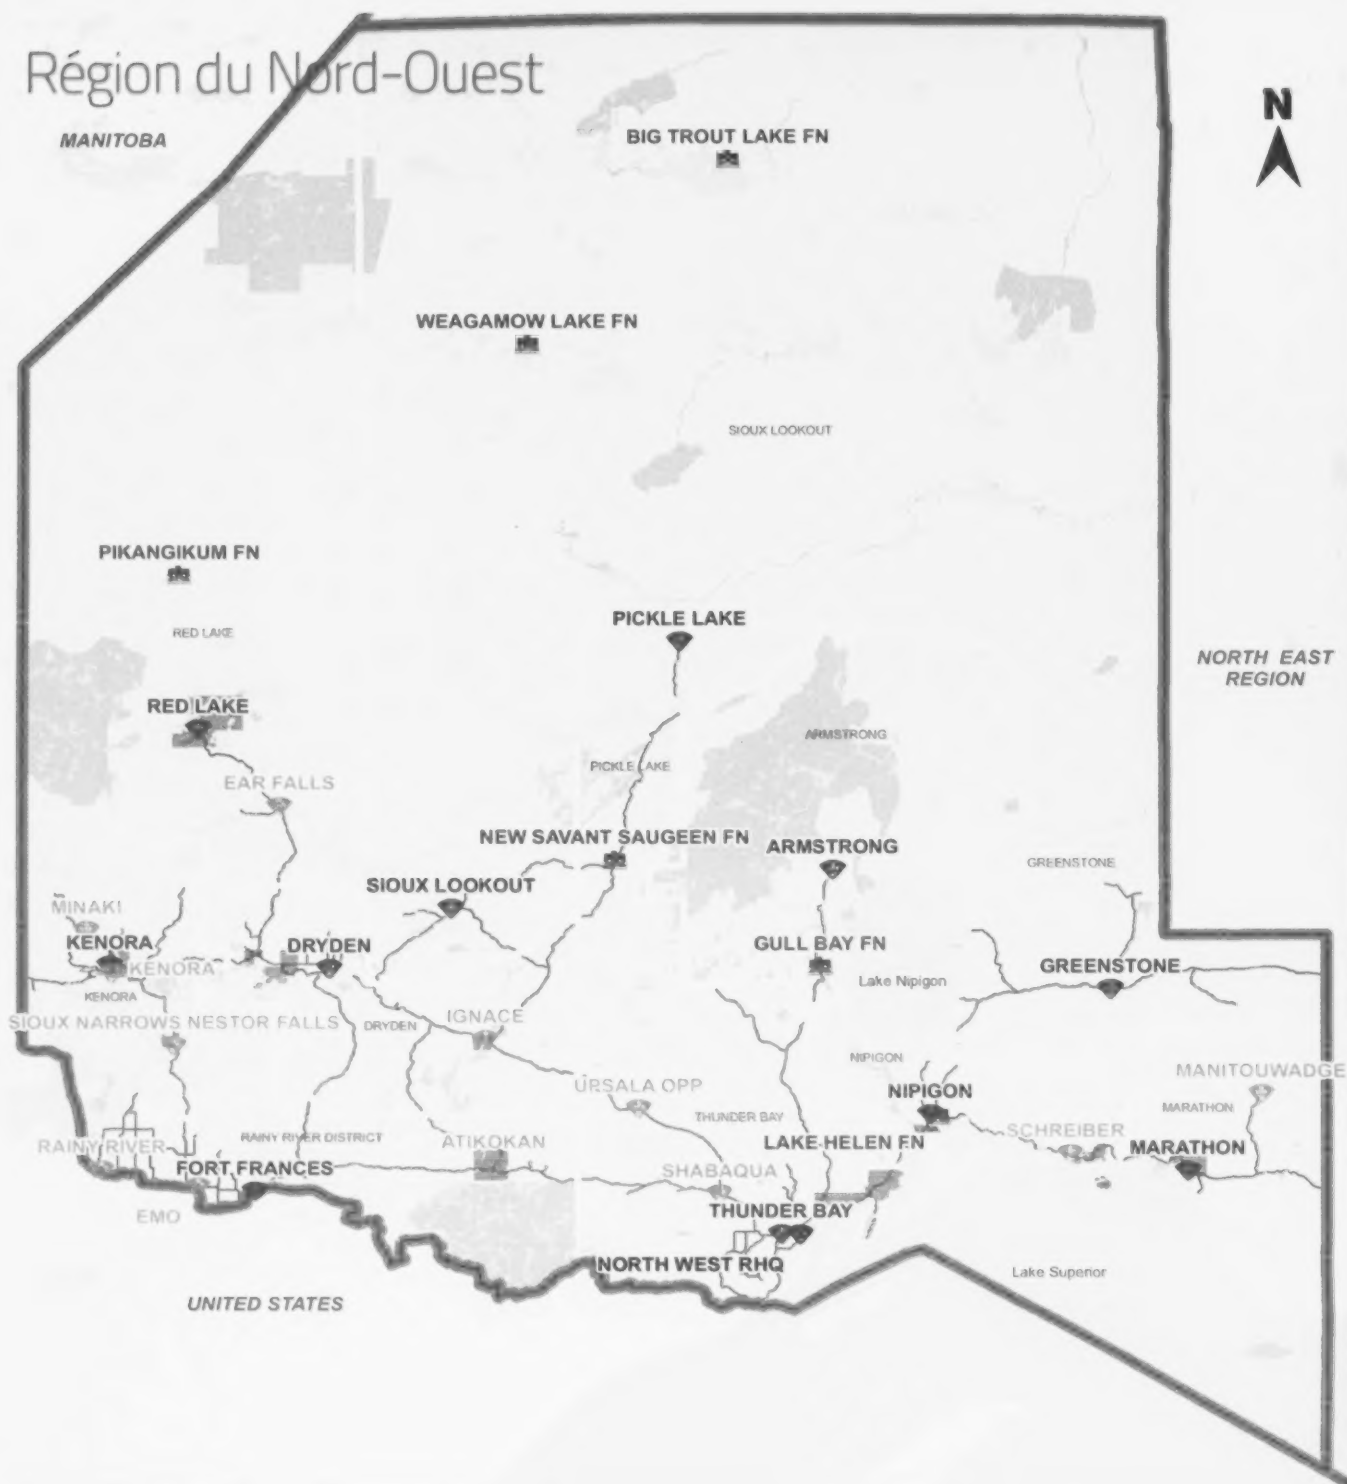 Région du Nord-Ouest
MANITOBA
N
BIG TROUT LAKE FN
WEAGAMOW LAKE FN
SIOUX LOOKOUT
PIKANGIKUM FN
RED LAKE
PICKLE LAKE
NORTH EAST
REGION
RED LAKE
ARMSTRONG
PICKLE LAKE
EAR FALLS
NEW SAVANT SAUGEEN FN
ARMSTRONG
GREENSTONE
SIOUX LOOKOUT
MINAKI
KENORA
DRYDEN
GULL BAY FN
KENORA
GREENSTONE
Lake Nipigon
KENORA
SIOUX NARROWS NESTOR FALLS
DRYDEN
IGNACE
NIPIGON
MANITOUWADGE
URSALA OPP
NIPIGON
MARATHON
THUNDER BAY
SCHREIBER
RAINY RIVER
RAINY RIVER DISTRICT
ATIKOKAN
LAKE HELEN FN
MARATHON
FORT FRANCES
SHABAQUA
EMO
THUNDER BAY
NORTH WEST RHQ
Lake Superior
UNITED STATES